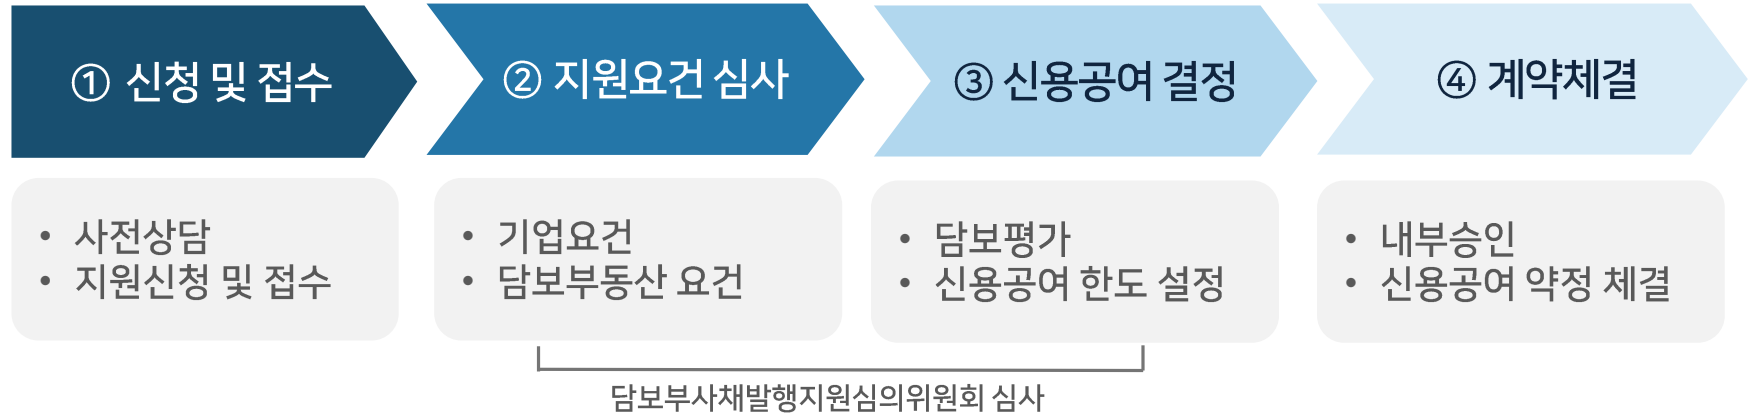 ① 신청 및 접수
② 지원요건 심사
③ 신용공여 결정
④ 계약체결
• 사전상담
• 지원신청 및 접수
• 기업요건
• 담보부동산 요건
• 담보평가
• 신용공여 한도 설정
• 내부승인
• 신용공여 약정 체결
담보부사채발행지원심의위원회 심사